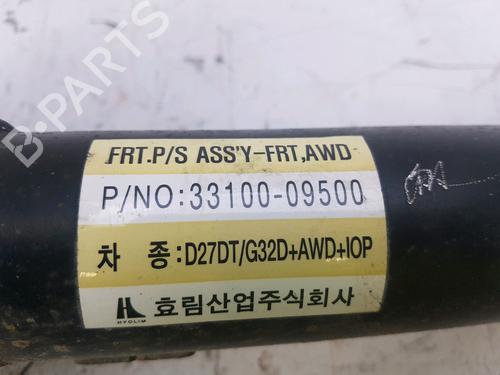 B-PARTS
FRT.P/S ASS'Y-FRT,AWD
P/NO:33100-09500
차 종:D27DT/G32D+AWD+IOP
HYOLIM
효림산업주식회사